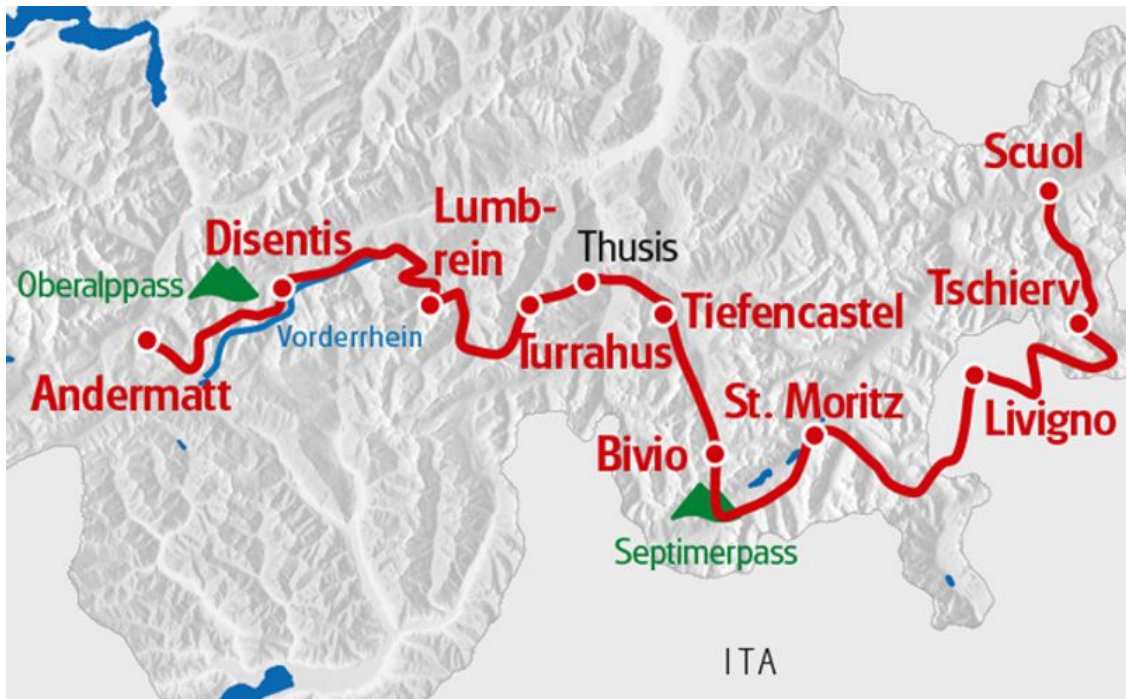 Scuol
Lumb-
rein
Disentis
Thusis
Oberalppass
Tschierv
Tiefencastel
Vorderrhein
Turrahus
Andermatt
St. Moritz
Livigno
Bivio
Septimerpass
ITA